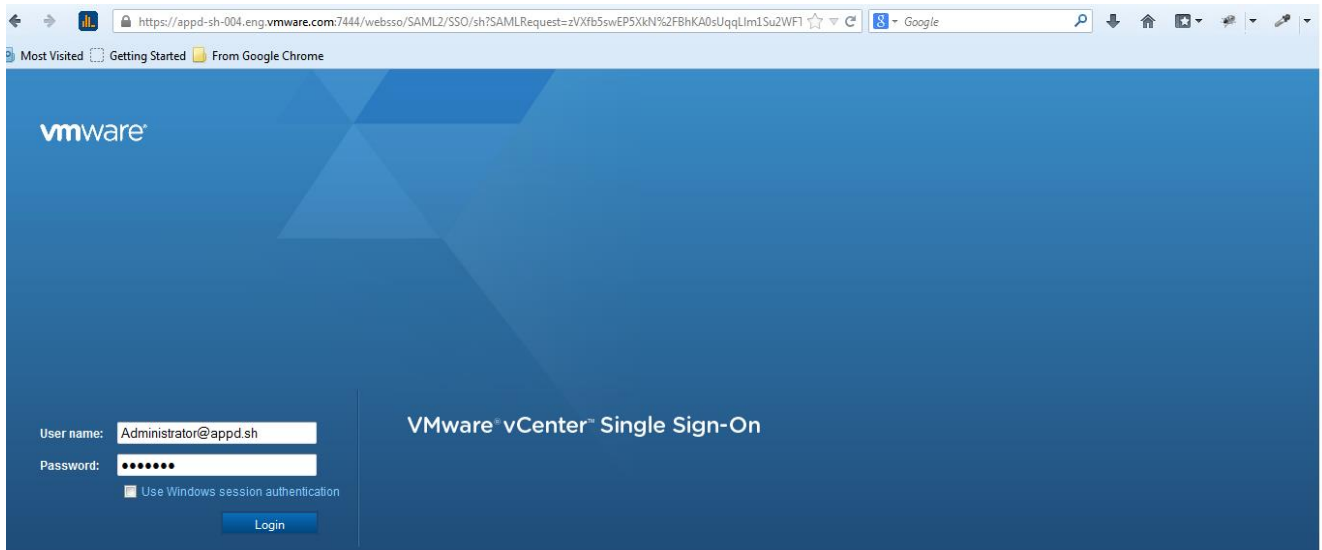 https://appd-sh-004.eng.vmware.com:7444/websso/SAML2/SSO/sh?SAMLRequest=zVXfb5swEP5XkN%2FBhKA0sUqqLIm1Su2WF1
8 Google
Most Visited Getting Started From Google Chrome
vmware®
VMware® vCenter™ Single Sign-On
User name: Administrator@appd.sh
Password: •••••••
Use Windows session authentication
Login